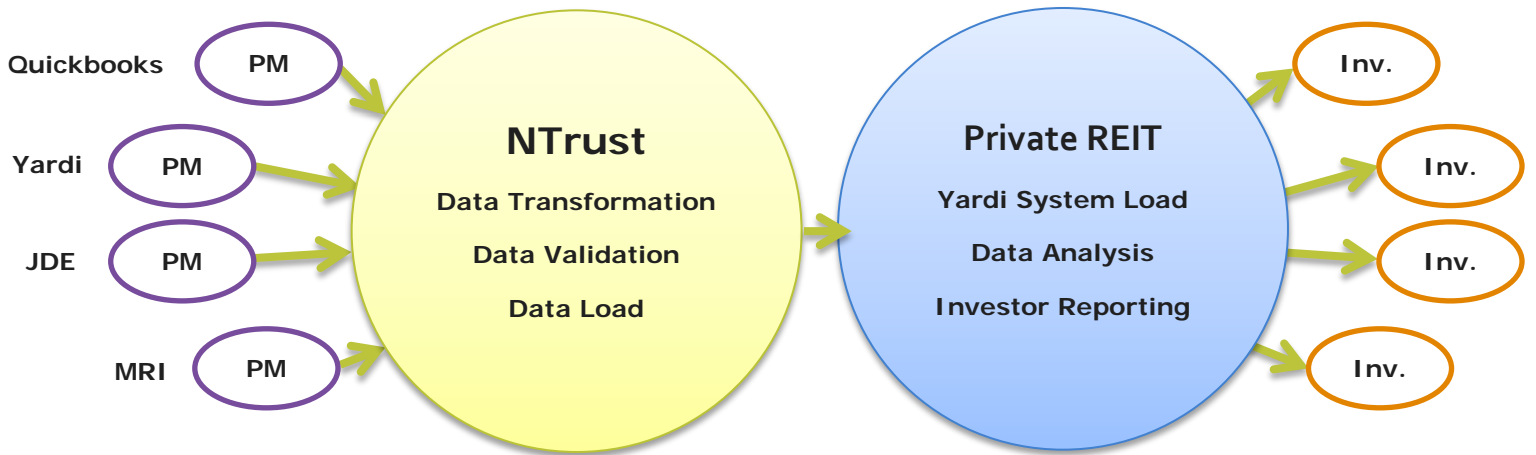 Quickbooks
PM
Yardi
PM
JDE
PM
MRI
PM
NTrust
Data Transformation
Data Validation
Data Load
Private REIT
Yardi System Load
Data Analysis
Investor Reporting
Inv.
Inv.
Inv.
Inv.